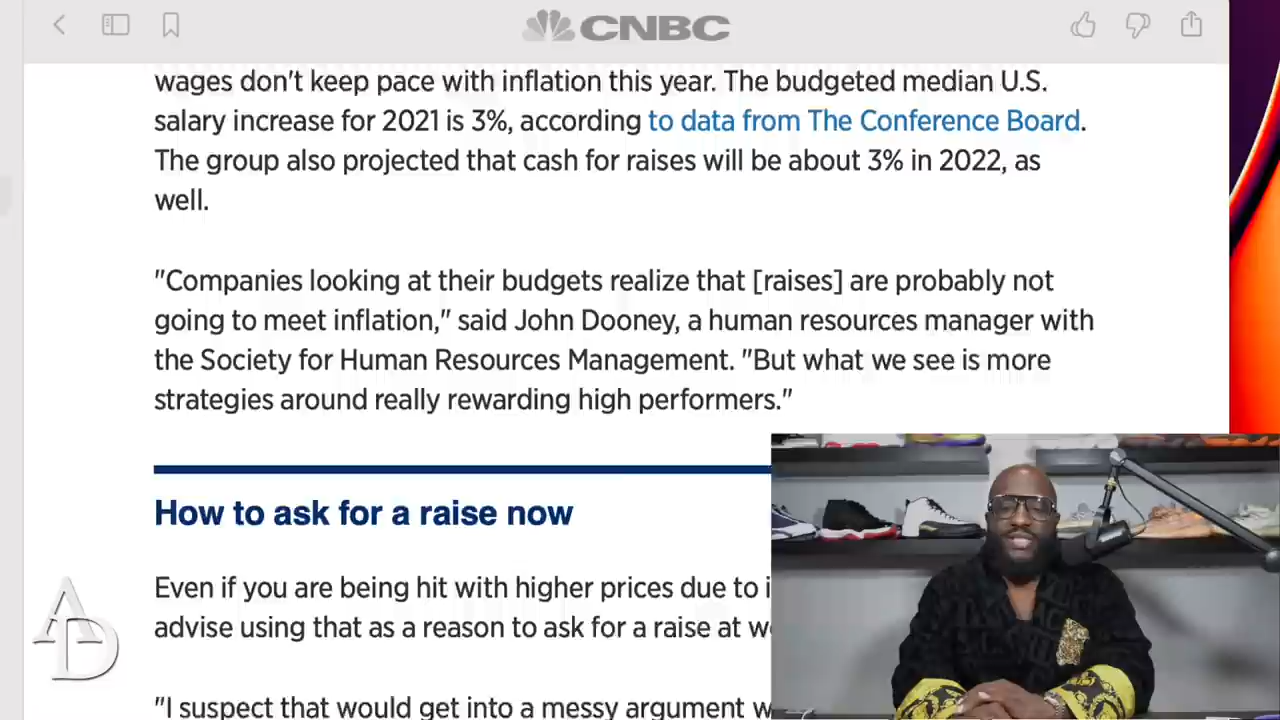 CNBC
wages don't keep pace with inflation this year. The budgeted median U.S.
salary increase for 2021 is 3%, according to data from The Conference Board.
The group also projected that cash for raises will be about 3% in 2022, as
well.
"Companies looking at their budgets realize that [raises] are probably not
going to meet inflation," said John Dooney, a human resources manager with
the Society for Human Resources Management. "But what we see is more
strategies around really rewarding high performers."
How to ask for a raise now
Even if you are being hit with higher prices due to i
advise using that as a reason to ask for a raise at w
"I suspect that would get into a messy argument w
AD